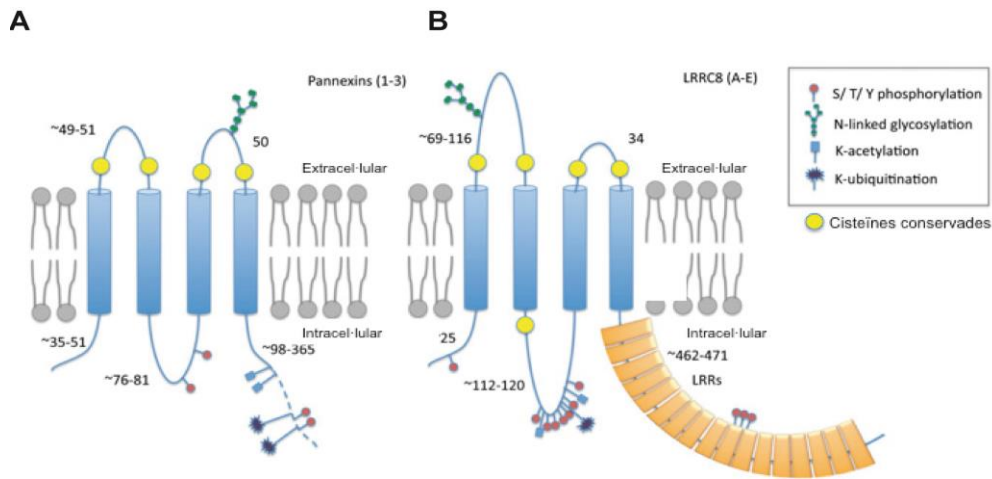 A
B
Pannexins (1-3)
LRRC8 (A-E)
S/ T/ Y phosphorylation
N-linked glycosylation
K-acetylation
K-ubiquitination
Cisteïnes conservades
~49-51
50
~69-116
34
Extracel·lular
Extracel·lular
Intracel·lular
Intracel·lular
~35-51
~76-81
~98-365
25
~112-120
~462-471
LRRs